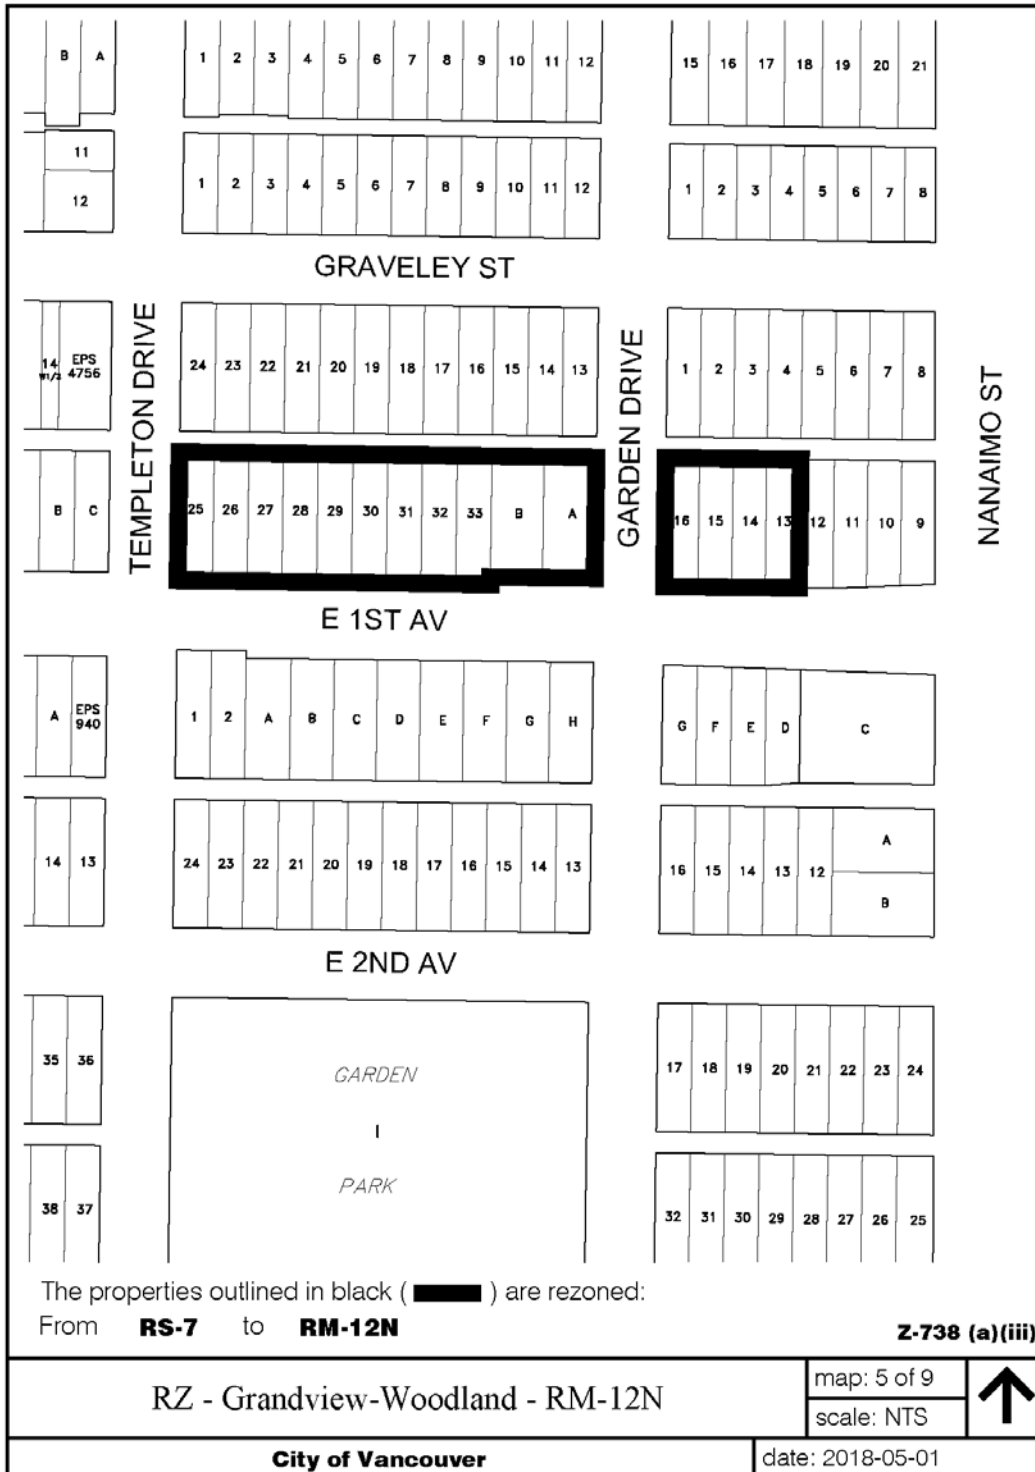 B A 1 2 3 4 5 6 7 8 9 10 11 12 15 16 17 18 19 20 21
11
12
1 2 3 4 5 6 7 8 9 10 11 12 1 2 3 4 5 6 7 8
GRAVELEY ST
TEMPLETON DRIVE
GARDEN DRIVE
NANAIMO ST
14 W1/2
EPS
4756
24 23 22 21 20 19 18 17 16 15 14 13 1 2 3 4 5 6 7 8
B C 25 26 27 28 29 30 31 32 33 B A 16 15 14 13 12 11 10 9
E 1ST AV
A EPS
940
1 2 A B C D E F G H G F E D C
14 13 24 23 22 21 20 19 18 17 16 15 14 13 16 15 14 13 12 A
B
E 2ND AV
35 36 17 18 19 20 21 22 23 24
GARDEN
1
PARK
38 37 32 31 30 29 28 27 26 25
The properties outlined in black ( ) are rezoned:
From RS-7 to RM-12N
Z-738 (a)(iii)
RZ - Grandview-Woodland - RM-12N
map: 5 of 9
scale: NTS
City of Vancouver
date: 2018-05-01